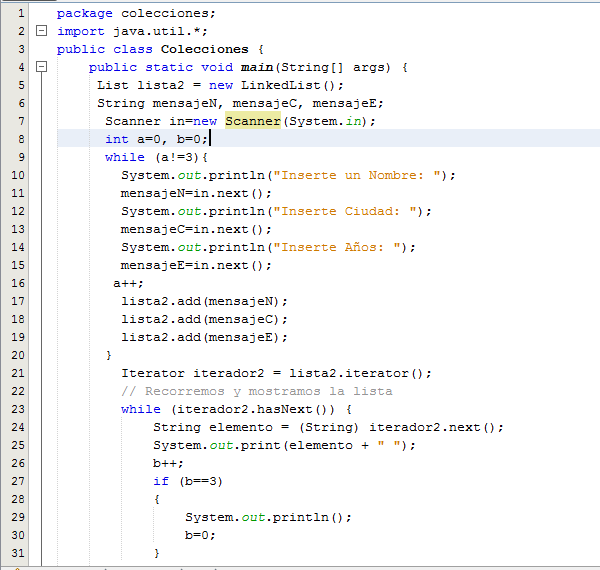 1 package colecciones;
2 import java.util.*;
3 public class Colecciones {
4 public static void main(String[] args) {
5 List lista2 = new LinkedList();
6 String mensajeN, mensajeC, mensajeE;
7 Scanner in=new Scanner(System.in);
8 int a=0, b=0;
9 while (a!=3){
10 System.out.println("Inserte un Nombre: ");
11 mensajeN=in.next();
12 System.out.println("Inserte Ciudad: ");
13 mensajeC=in.next();
14 System.out.println("Inserte Años: ");
15 mensajeE=in.next();
16 a++;
17 lista2.add(mensajeN);
18 lista2.add(mensajeC);
19 lista2.add(mensajeE);
20 }
21 Iterator iterador2 = lista2.iterator();
22 // Recorremos y mostramos la lista
23 while (iterador2.hasNext()) {
24 String elemento = (String) iterador2.next();
25 System.out.print(elemento + " ");
26 b++;
27 if (b==3)
28 {
29 System.out.println();
30 b=0;
31 }